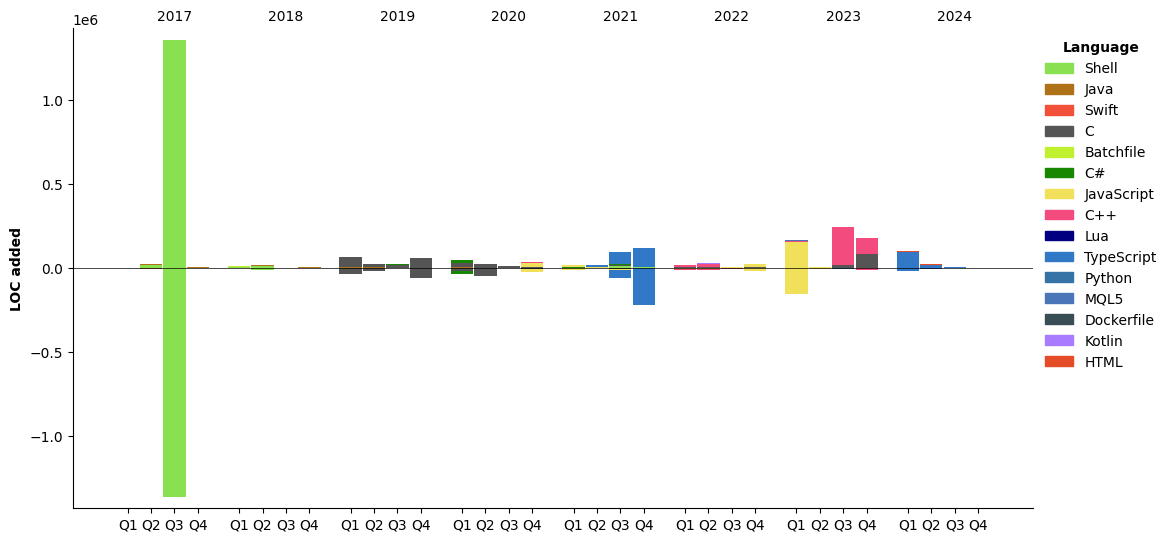 1e6
2017 2018 2019 2020 2021 2022 2023 2024
Language
Shell
Java
Swift
C
Batchfile
C#
JavaScript
C++
Lua
TypeScript
Python
MQL5
Dockerfile
Kotlin
HTML
LOC added
1.0
0.5
0.0
−0.5
−1.0
Q1 Q2 Q3 Q4 Q1 Q2 Q3 Q4 Q1 Q2 Q3 Q4 Q1 Q2 Q3 Q4 Q1 Q2 Q3 Q4 Q1 Q2 Q3 Q4 Q1 Q2 Q3 Q4 Q1 Q2 Q3 Q4